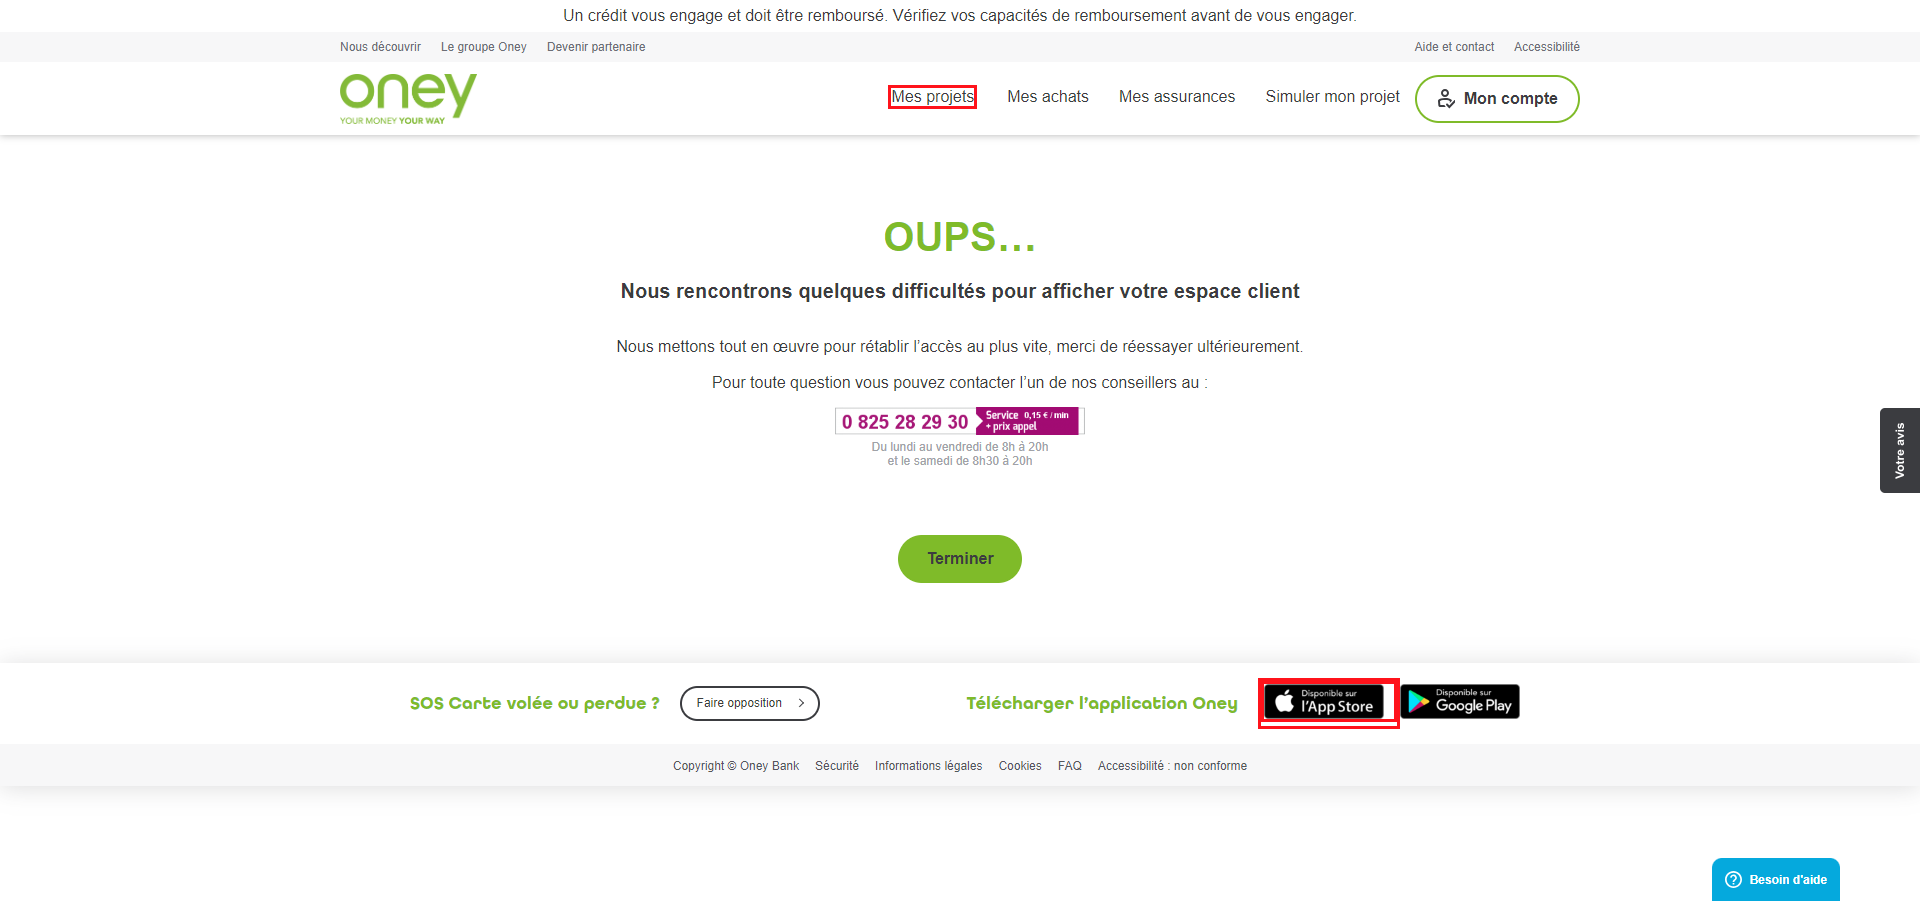 Un crédit vous engage et doit être remboursé. Vérifiez vos capacités de remboursement avant de vous engager.
Nous découvrir Le groupe Oney Devenir partenaire Aide et contact Accessibilité
oney
YOUR MONEY YOUR WAY
Mes projets Mes achats Mes assurances Simuler mon projet Mon compte
OUPS...
Nous rencontrons quelques difficultés pour afficher votre espace client
Nous mettons tout en œuvre pour rétablir l’accès au plus vite, merci de réessayer ultérieurement.
Pour toute question vous pouvez contacter l’un de nos conseillers au :
0 825 28 29 30 Service 0,15 € / min
+ prix appel
Du lundi au vendredi de 8h à 20h
et le samedi de 8h30 à 20h
Votre avis
Terminer
SOS Carte volée ou perdue ? Faire opposition Télécharger l’application Oney
Disponible sur
l’App Store
Disponible sur
Google Play
Copyright © Oney Bank Sécurité Informations légales Cookies FAQ Accessibilité : non conforme
Besoin d'aide